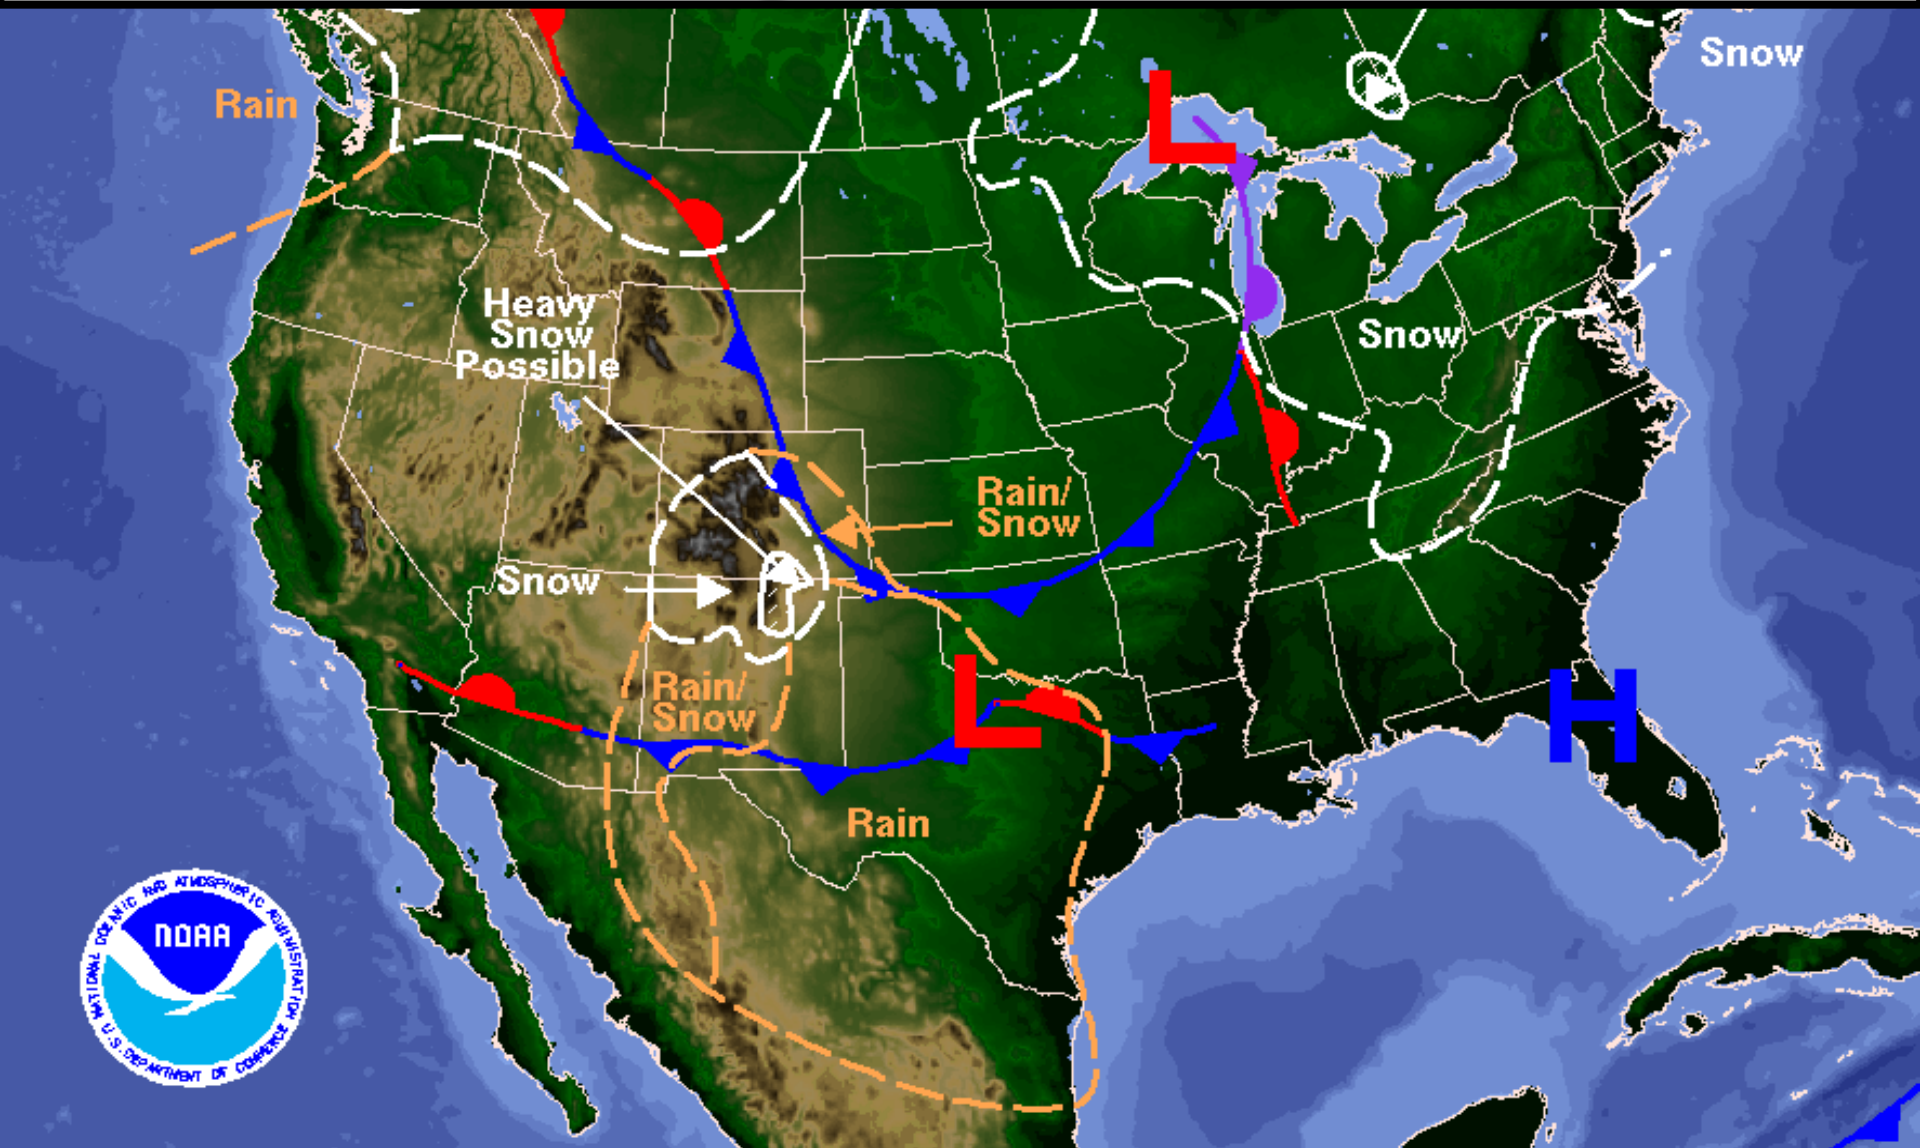 Snow
Rain
L
Heavy
Snow
Possible
Snow
Rain/
Snow
Snow
Rain/
Snow
L
H
Rain
NATIONAL OCEANIC AND ATMOSPHERIC ADMINISTRATION
NOAA
U.S. DEPARTMENT OF COMMERCE